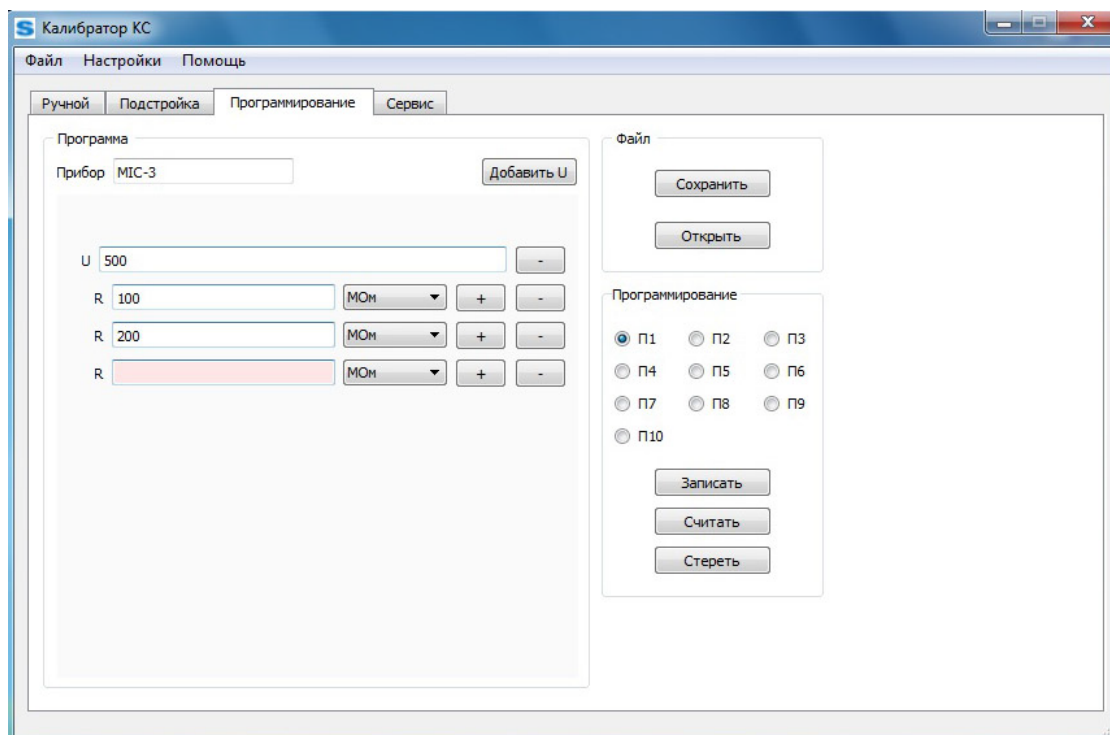 S Калибратор КС
Файл Настройки Помощь
Ручной Подстройка Программирование Сервис
Программа
Прибор MIC-3 Добавить U
U 500 -
R 100 МОм + -
R 200 МОм + -
R МОм + -
Файл
Сохранить
Открыть
Программирование
П1 П2 П3
П4 П5 П6
П7 П8 П9
П10
Записать
Считать
Стереть